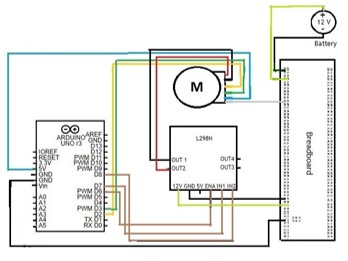 12 V
Battery
M
Breadboard
ARDUINO
UNO r3
AREF
GND
D13
D12
PWM D11
PWM D10
PWM D9
D8
D7
PWM D6
PWM D5
D4
PWM D3
D2
TX D1
RX D0
IOREF
RESET
3.3V
5V
GND
GND
Vin
A0
A1
A2
A3
A4
A5
L298N
OUT 1
OUT2
OUT4
OUT3
12V GND 5V ENA IN1 IN2